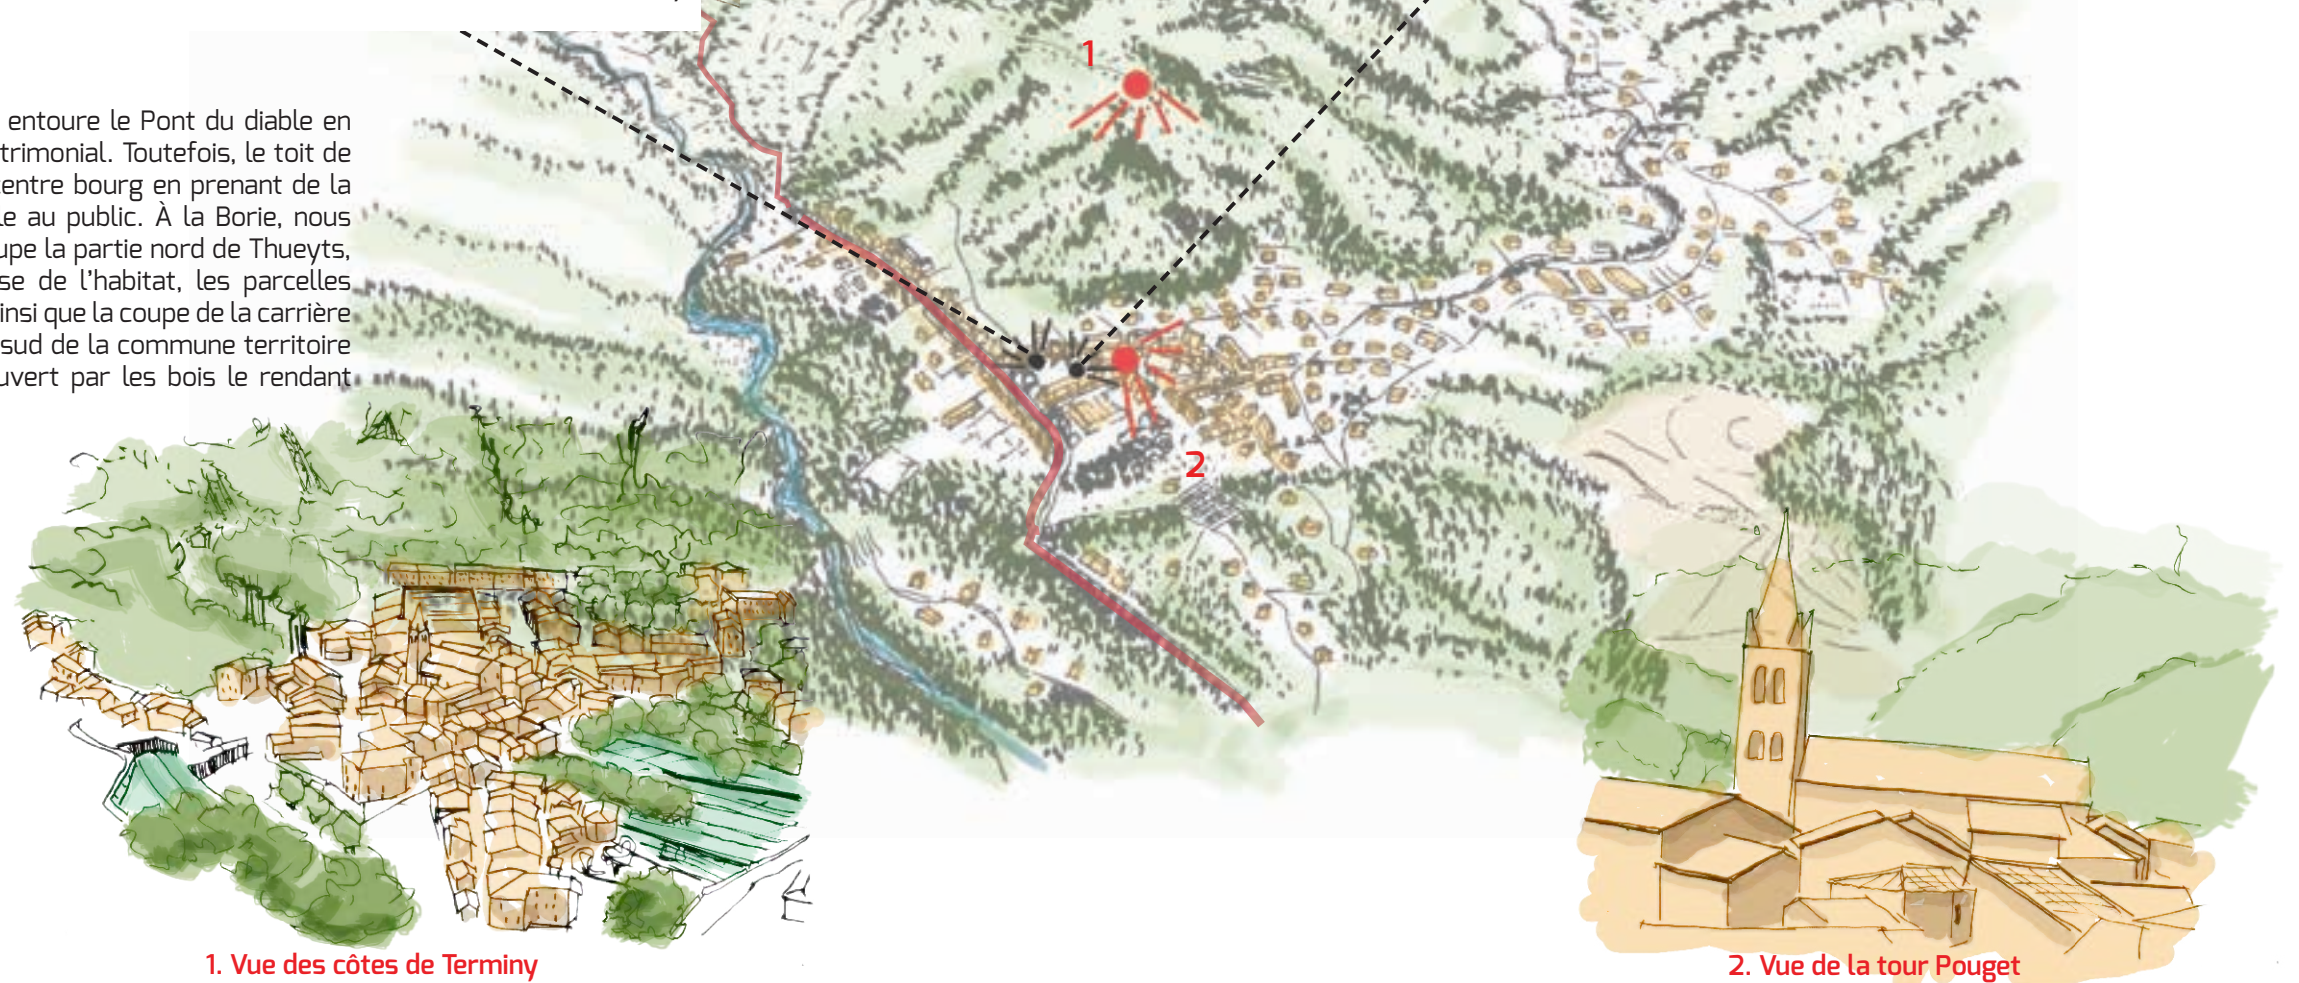 entoure le Pont du diable en
trimonial. Toutefois, le toit de
entre bourg en prenant de la
le au public. À la Borie, nous
upe la partie nord de Thueyts,
se de l'habitat, les parcelles
insi que la coupe de la carrière
sud de la commune territoire
uvert par les bois le rendant
1
2
1. Vue des côtes de Terminy
2. Vue de la tour Pouget